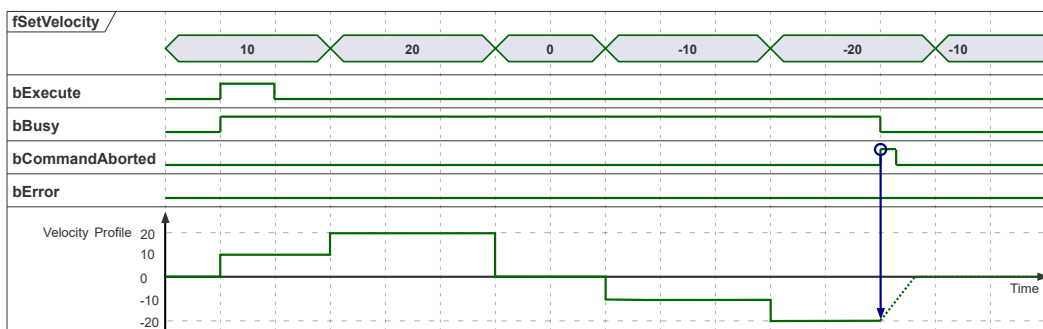 fSetVelocity
10 20 0 -10 -20 -10
bExecute
bBusy
bCommandAborted
bError
Velocity Profile 20
10
0
Time
-10
-20